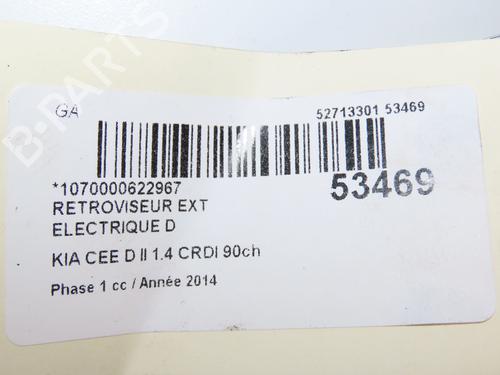 B-PARTS
GA
52713301 53469
*1070000622967
53469
RETROVISEUR EXT
ELECTRIQUE D
KIA CEE D II 1.4 CRDI 90ch
Phase 1 cc / Année 2014